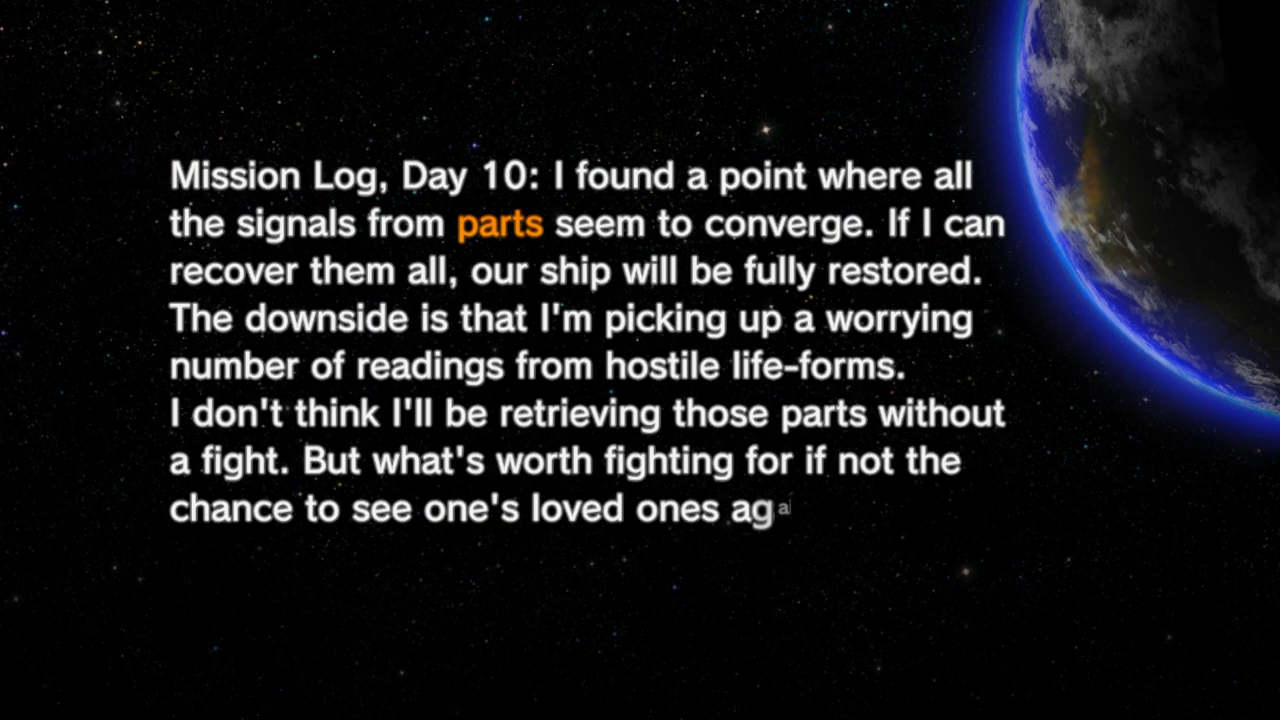 Mission Log, Day 10: I found a point where all
the signals from parts seem to converge. If I can
recover them all, our ship will be fully restored.
The downside is that I'm picking up a worrying
number of readings from hostile life-forms.
I don't think I'll be retrieving those parts without
a fight. But what's worth fighting for if not the
chance to see one's loved ones aga